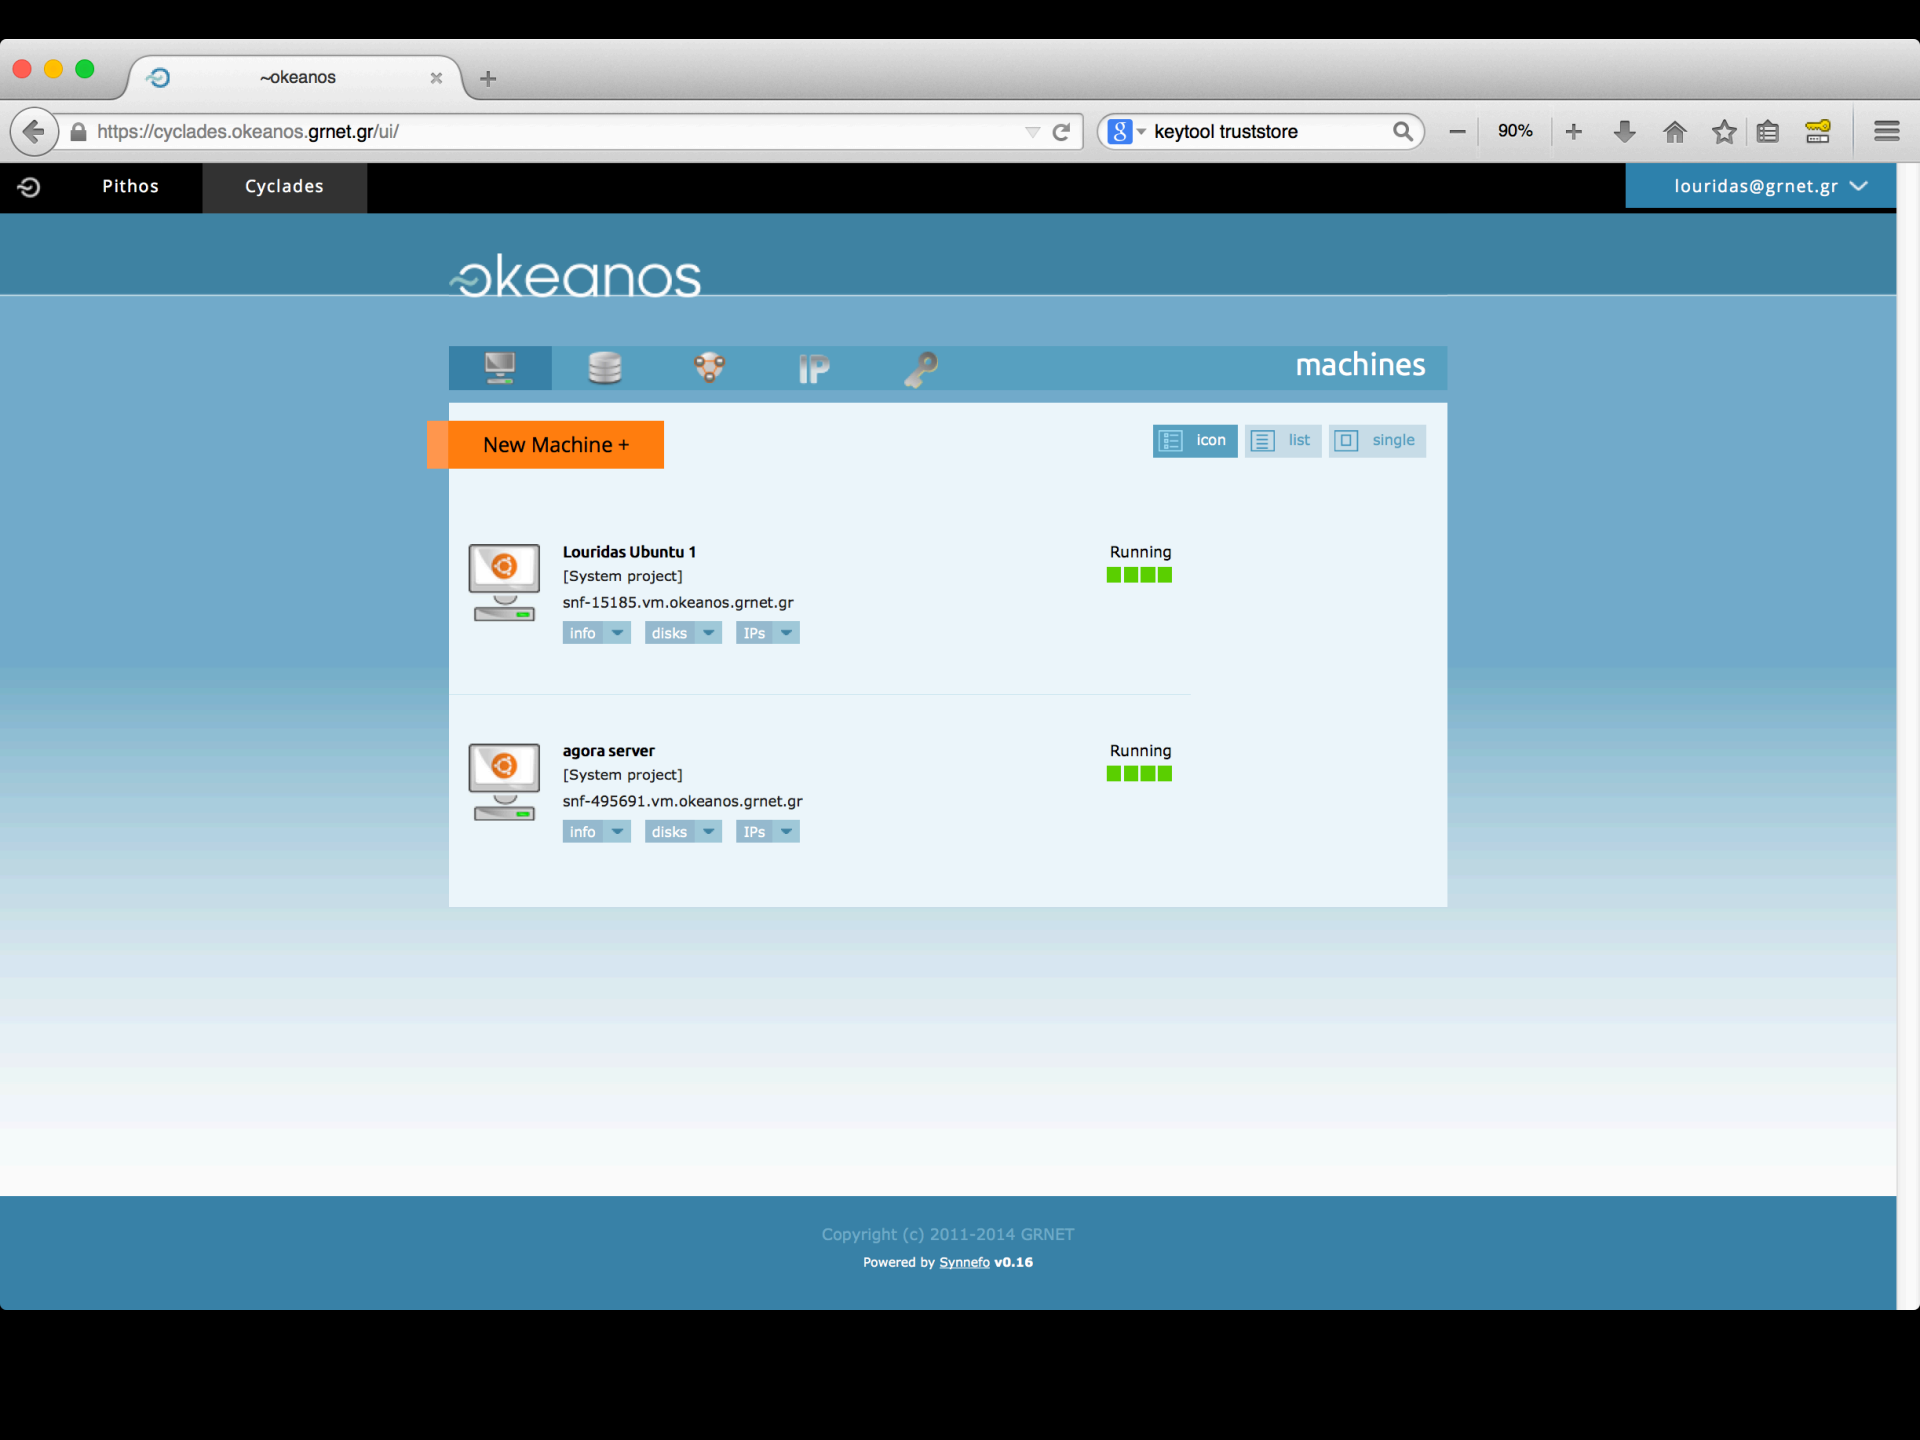 ~okeanos
https://cyclades.okeanos.grnet.gr/ui/
8
keytool truststore
90%
Pithos
Cyclades
louridas@grnet.gr
~okeanos
IP
machines
New Machine +
icon
list
single
Louridas Ubuntu 1
Running
[System project]
snf-15185.vm.okeanos.grnet.gr
info
disks
IPs
agora server
Running
[System project]
snf-495691.vm.okeanos.grnet.gr
info
disks
IPs
Copyright (c) 2011-2014 GRNET
Powered by Synnefo v0.16